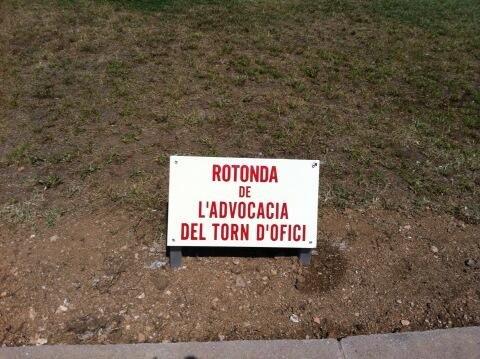 ROTONDA
DE
L'ADVOCACIA
DEL TORN D'OFICI